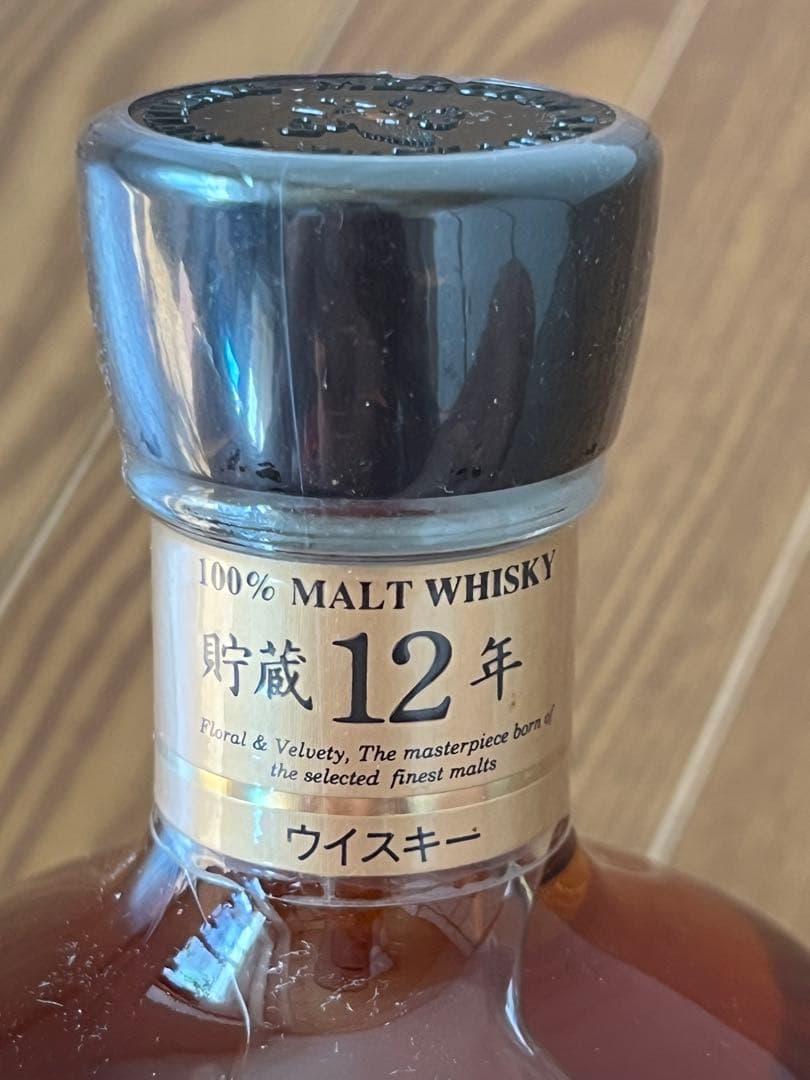 100% MALT WHISKY
貯蔵12年
Floral & Velvety, The masterpiece born of
the selected finest malts
ウイスキー